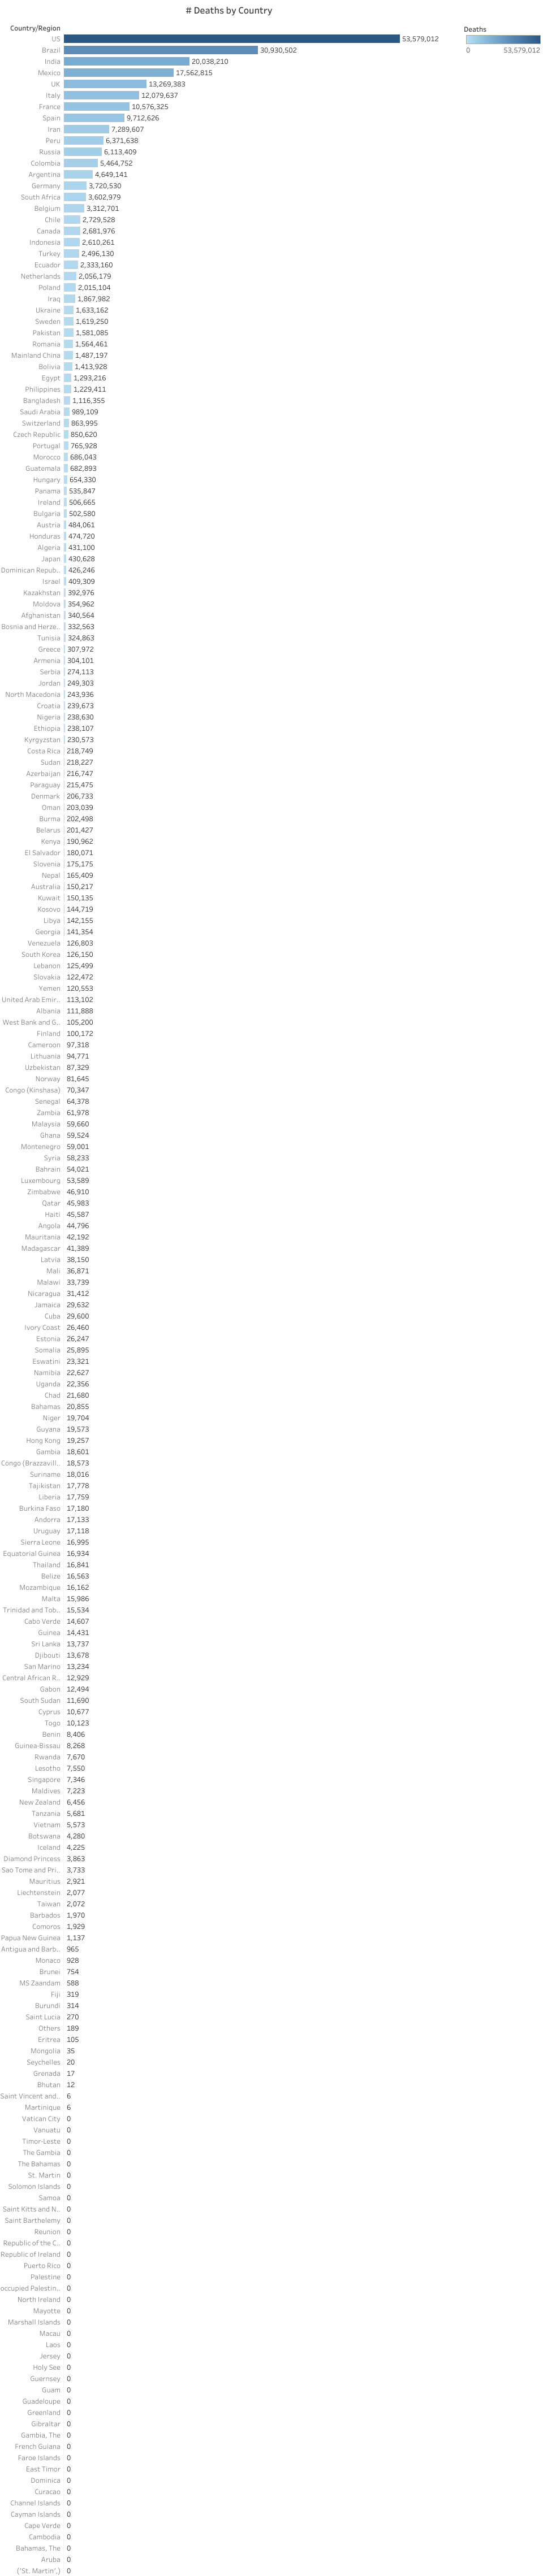 # Deaths by Country
Country/Region
Deaths
0 53,579,012
US 53,579,012
Brazil 30,930,502
India 20,038,210
Mexico 17,562,815
UK 13,269,383
Italy 12,079,637
France 10,576,325
Spain 9,712,626
Iran 7,289,607
Peru 6,371,638
Russia 6,113,409
Colombia 5,464,752
Argentina 4,649,141
Germany 3,720,530
South Africa 3,602,979
Belgium 3,312,701
Chile 2,729,528
Canada 2,681,976
Indonesia 2,610,261
Turkey 2,496,130
Ecuador 2,333,160
Netherlands 2,056,179
Poland 2,015,104
Iraq 1,867,982
Ukraine 1,633,162
Sweden 1,619,250
Pakistan 1,581,085
Romania 1,564,461
Mainland China 1,487,197
Bolivia 1,413,928
Egypt 1,293,216
Philippines 1,229,411
Bangladesh 1,116,355
Saudi Arabia 989,109
Switzerland 863,995
Czech Republic 850,620
Portugal 765,928
Morocco 686,043
Guatemala 682,893
Hungary 654,330
Panama 535,847
Ireland 506,665
Bulgaria 502,580
Austria 484,061
Honduras 474,720
Algeria 431,100
Japan 430,628
Dominican Repub.. 426,246
Israel 409,309
Kazakhstan 392,976
Moldova 354,962
Afghanistan 340,564
Bosnia and Herze.. 332,563
Tunisia 324,863
Greece 307,972
Armenia 304,101
Serbia 274,113
Jordan 249,303
North Macedonia 243,936
Croatia 239,673
Nigeria 238,630
Ethiopia 238,107
Kyrgyzstan 230,573
Costa Rica 218,749
Sudan 218,227
Azerbaijan 216,747
Paraguay 215,475
Denmark 206,733
Oman 203,039
Burma 202,498
Belarus 201,427
Kenya 190,962
El Salvador 180,071
Slovenia 175,175
Nepal 165,409
Australia 150,217
Kuwait 150,135
Kosovo 144,719
Libya 142,155
Georgia 141,354
Venezuela 126,803
South Korea 126,150
Lebanon 125,499
Slovakia 122,472
Yemen 120,553
United Arab Emir.. 113,102
Albania 111,888
West Bank and G.. 105,200
Finland 100,172
Cameroon 97,318
Lithuania 94,771
Uzbekistan 87,329
Norway 81,645
Congo (Kinshasa) 70,347
Senegal 64,378
Zambia 61,978
Malaysia 59,660
Ghana 59,524
Montenegro 59,001
Syria 58,233
Bahrain 54,021
Luxembourg 53,589
Zimbabwe 46,910
Qatar 45,983
Haiti 45,587
Angola 44,796
Mauritania 42,192
Madagascar 41,389
Latvia 38,150
Mali 36,871
Malawi 33,739
Nicaragua 31,412
Jamaica 29,632
Cuba 29,600
Ivory Coast 26,460
Estonia 26,247
Somalia 25,895
Eswatini 23,321
Namibia 22,627
Uganda 22,356
Chad 21,680
Bahamas 20,855
Niger 19,704
Guyana 19,573
Hong Kong 19,257
Gambia 18,601
Congo (Brazzavill.. 18,573
Suriname 18,016
Tajikistan 17,778
Liberia 17,759
Burkina Faso 17,180
Andorra 17,133
Uruguay 17,118
Sierra Leone 16,995
Equatorial Guinea 16,934
Thailand 16,841
Belize 16,563
Mozambique 16,162
Malta 15,986
Trinidad and Tob.. 15,534
Cabo Verde 14,607
Guinea 14,431
Sri Lanka 13,737
Djibouti 13,678
San Marino 13,234
Central African R.. 12,929
Gabon 12,494
South Sudan 11,690
Cyprus 10,677
Togo 10,123
Benin 8,406
Guinea-Bissau 8,268
Rwanda 7,670
Lesotho 7,550
Singapore 7,346
Maldives 7,223
New Zealand 6,456
Tanzania 5,681
Vietnam 5,573
Botswana 4,280
Iceland 4,225
Diamond Princess 3,863
Sao Tome and Pri.. 3,733
Mauritius 2,921
Liechtenstein 2,077
Taiwan 2,072
Barbados 1,970
Comoros 1,929
Papua New Guinea 1,137
Antigua and Barb.. 965
Monaco 928
Brunei 754
MS Zaandam 588
Fiji 319
Burundi 314
Saint Lucia 270
Others 189
Eritrea 105
Mongolia 35
Seychelles 20
Grenada 17
Bhutan 12
Saint Vincent and.. 6
Martinique 6
Vatican City 0
Vanuatu 0
Timor-Leste 0
The Gambia 0
The Bahamas 0
St. Martin 0
Solomon Islands 0
Samoa 0
Saint Kitts and N.. 0
Saint Barthelemy 0
Reunion 0
Republic of the C.. 0
Republic of Ireland 0
Puerto Rico 0
Palestine 0
occupied Palestin.. 0
North Ireland 0
Mayotte 0
Marshall Islands 0
Macau 0
Laos 0
Jersey 0
Holy See 0
Guernsey 0
Guam 0
Guadeloupe 0
Greenland 0
Gibraltar 0
Gambia, The 0
French Guiana 0
Faroe Islands 0
East Timor 0
Dominica 0
Curacao 0
Channel Islands 0
Cayman Islands 0
Cape Verde 0
Cambodia 0
Bahamas, The 0
Aruba 0
('St. Martin',) 0